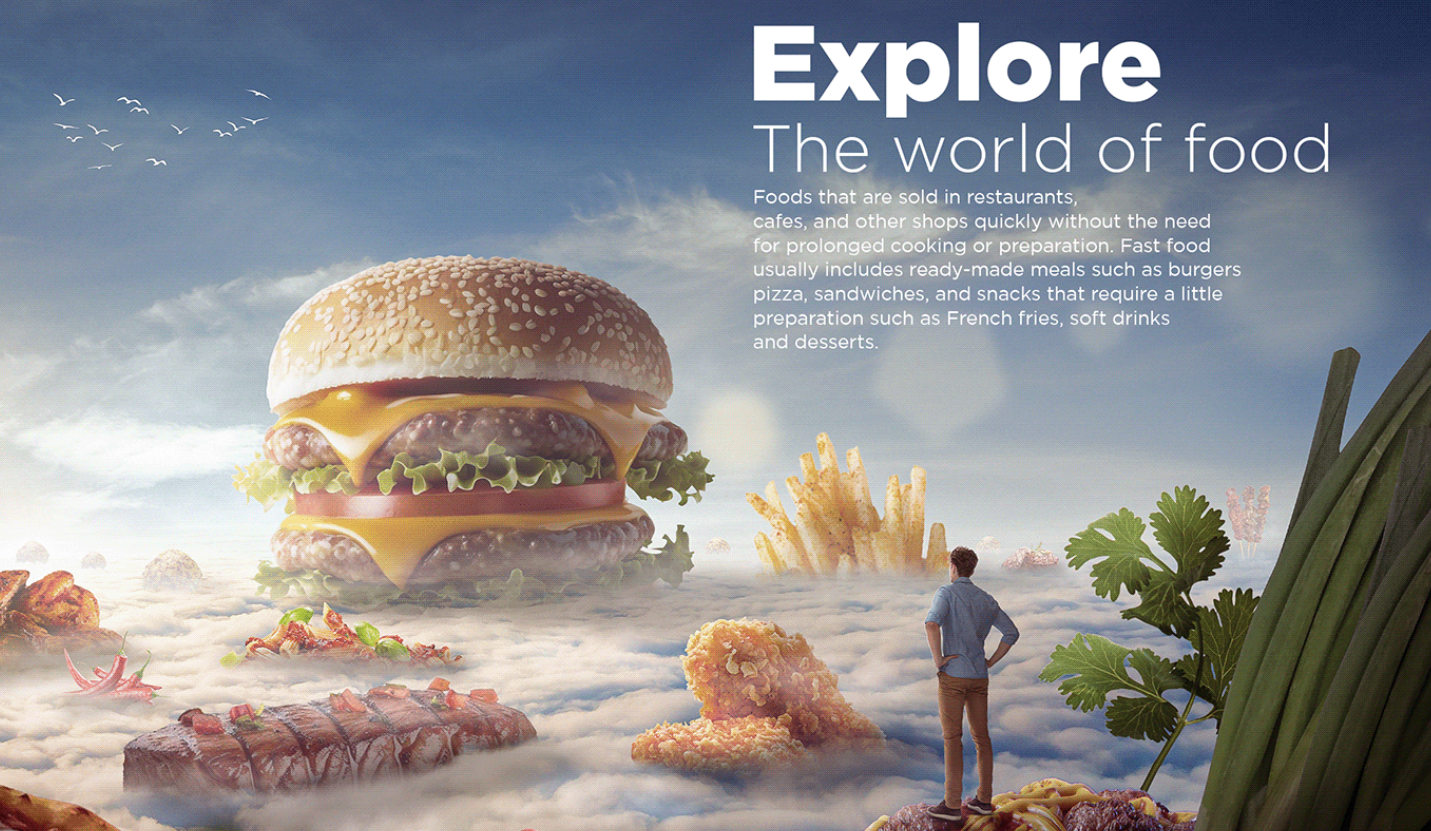 Explore
The world of food
Foods that are sold in restaurants,
cafes, and other shops quickly without the need
for prolonged cooking or preparation. Fast food
usually includes ready-made meals such as burgers
pizza, sandwiches, and snacks that require a little
preparation such as French fries, soft drinks
and desserts.